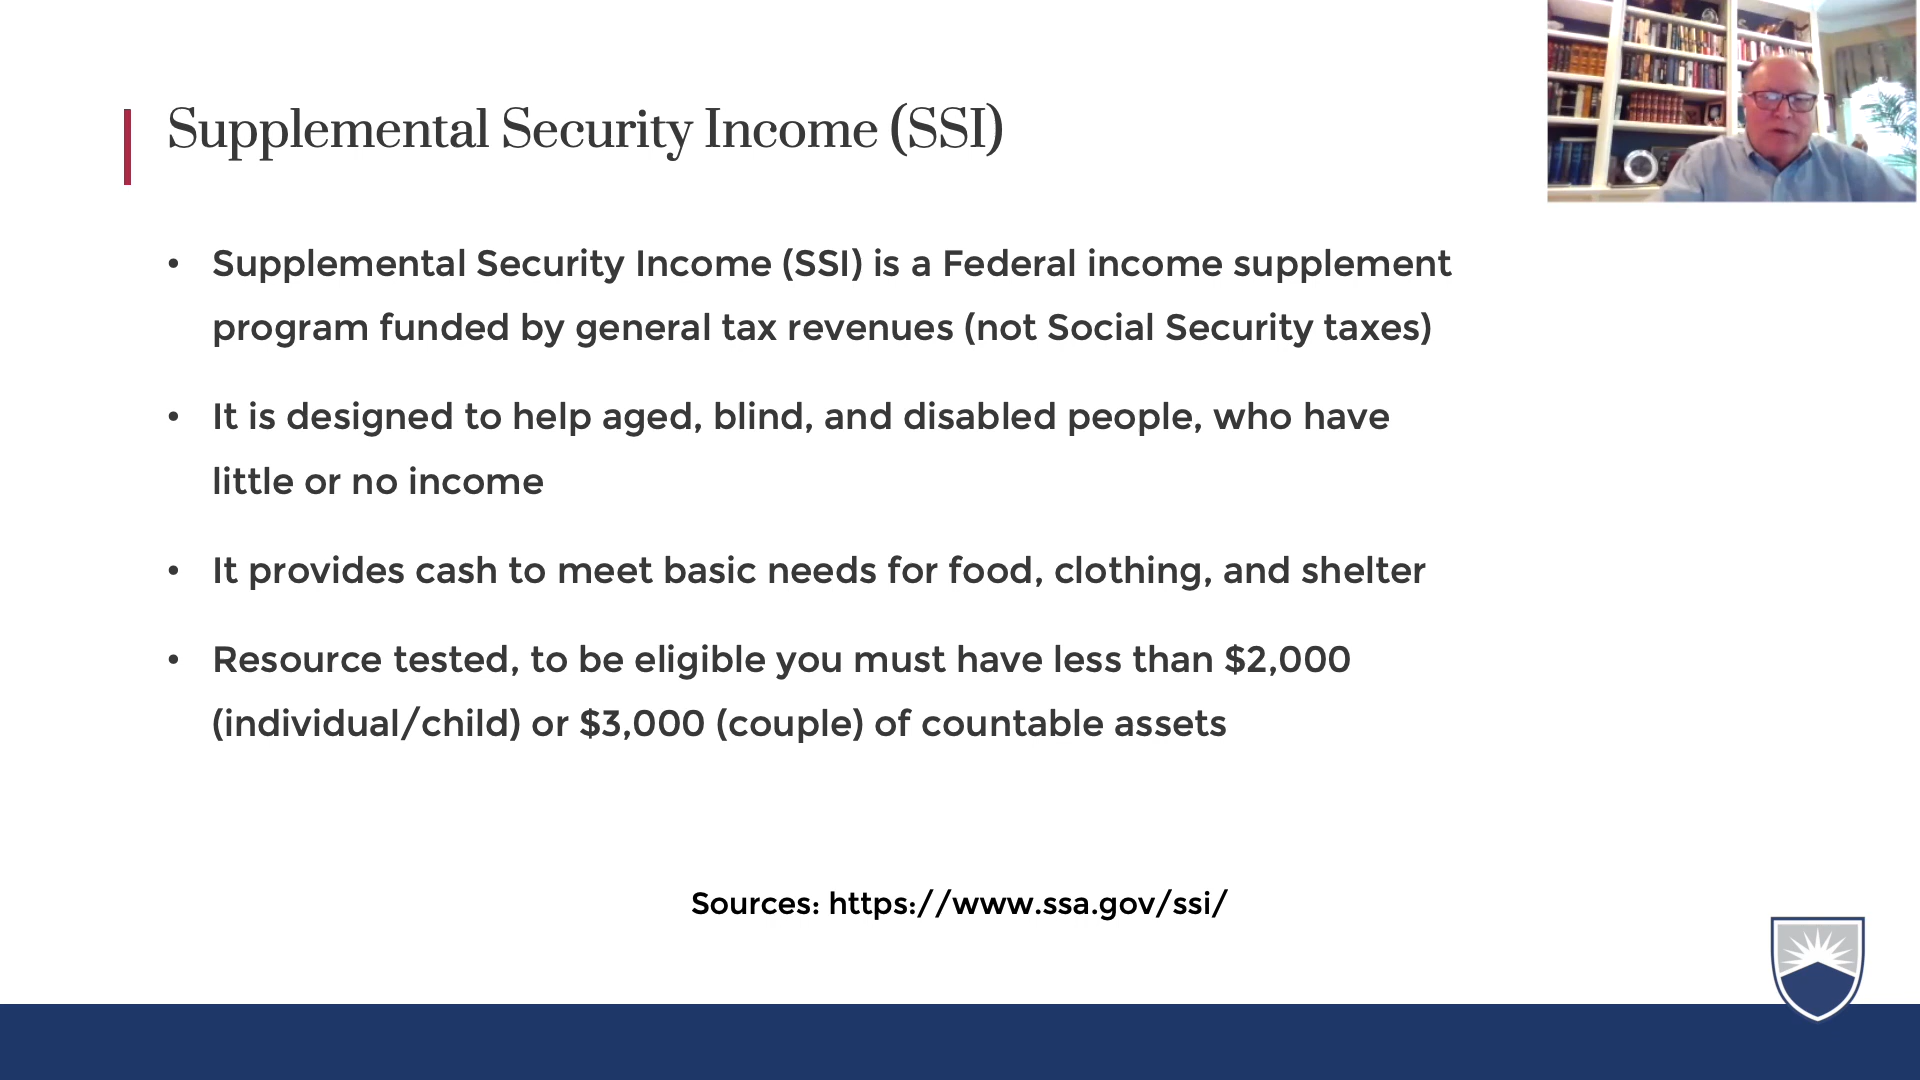 Supplemental Security Income (SSI)
• Supplemental Security Income (SSI) is a Federal income supplement
program funded by general tax revenues (not Social Security taxes)
• It is designed to help aged, blind, and disabled people, who have
little or no income
• It provides cash to meet basic needs for food, clothing, and shelter
• Resource tested, to be eligible you must have less than $2,000
(individual/child) or $3,000 (couple) of countable assets
Sources: https://www.ssa.gov/ssi/